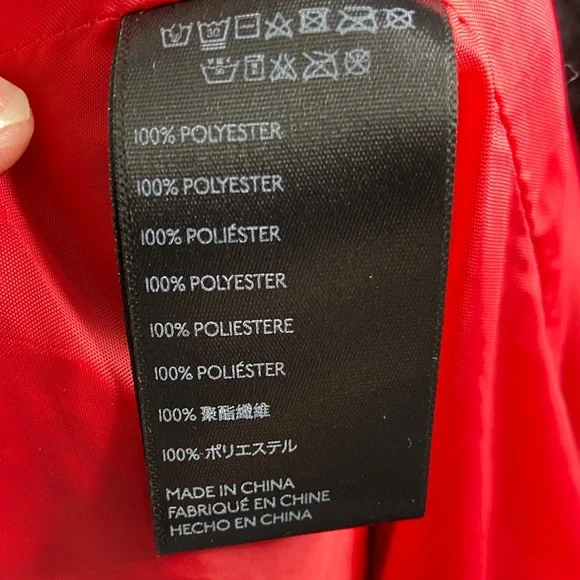 30
100% POLYESTER
100% POLYESTER
100% POLIÉSTER
100% POLYESTER
100% POLIESTERE
100% POLIÉSTER
100% 聚酯纖維
100% ポリエステル
MADE IN CHINA
FABRIQUÉ EN CHINE
HECHO EN CHINA